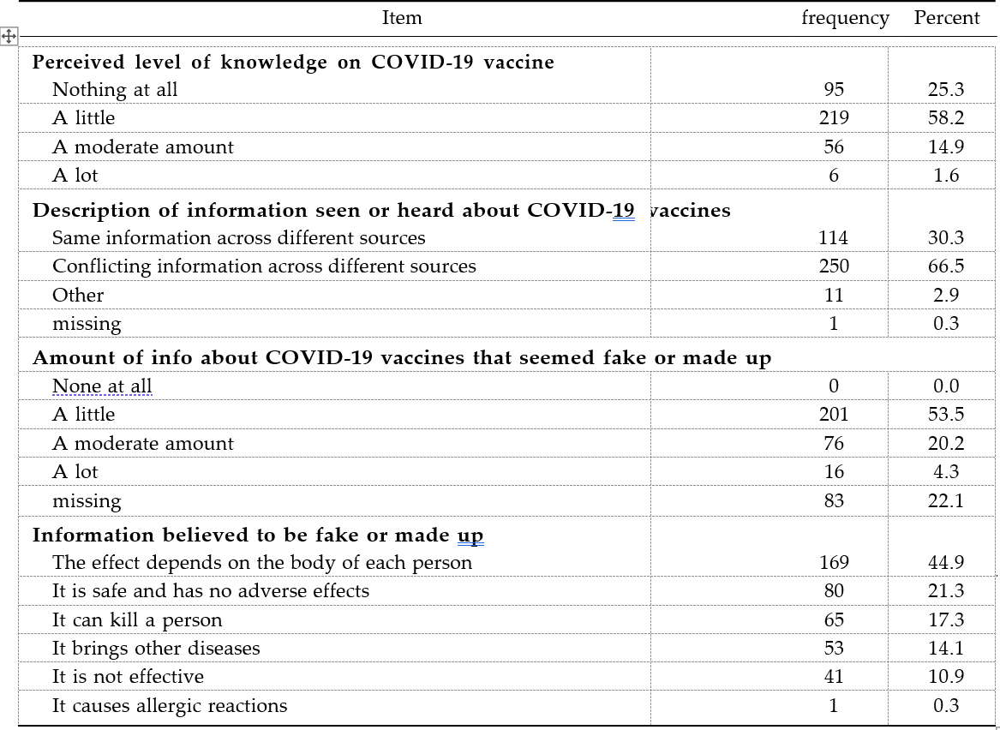 Item frequency Percent
Perceived level of knowledge on COVID-19 vaccine
Nothing at all 95 25.3
A little 219 58.2
A moderate amount 56 14.9
A lot 6 1.6
Description of information seen or heard about COVID-19 vaccines
Same information across different sources 114 30.3
Conflicting information across different sources 250 66.5
Other 11 2.9
missing 1 0.3
Amount of info about COVID-19 vaccines that seemed fake or made up
None at all 0 0.0
A little 201 53.5
A moderate amount 76 20.2
A lot 16 4.3
missing 83 22.1
Information believed to be fake or made up
The effect depends on the body of each person 169 44.9
It is safe and has no adverse effects 80 21.3
It can kill a person 65 17.3
It brings other diseases 53 14.1
It is not effective 41 10.9
It causes allergic reactions 1 0.3